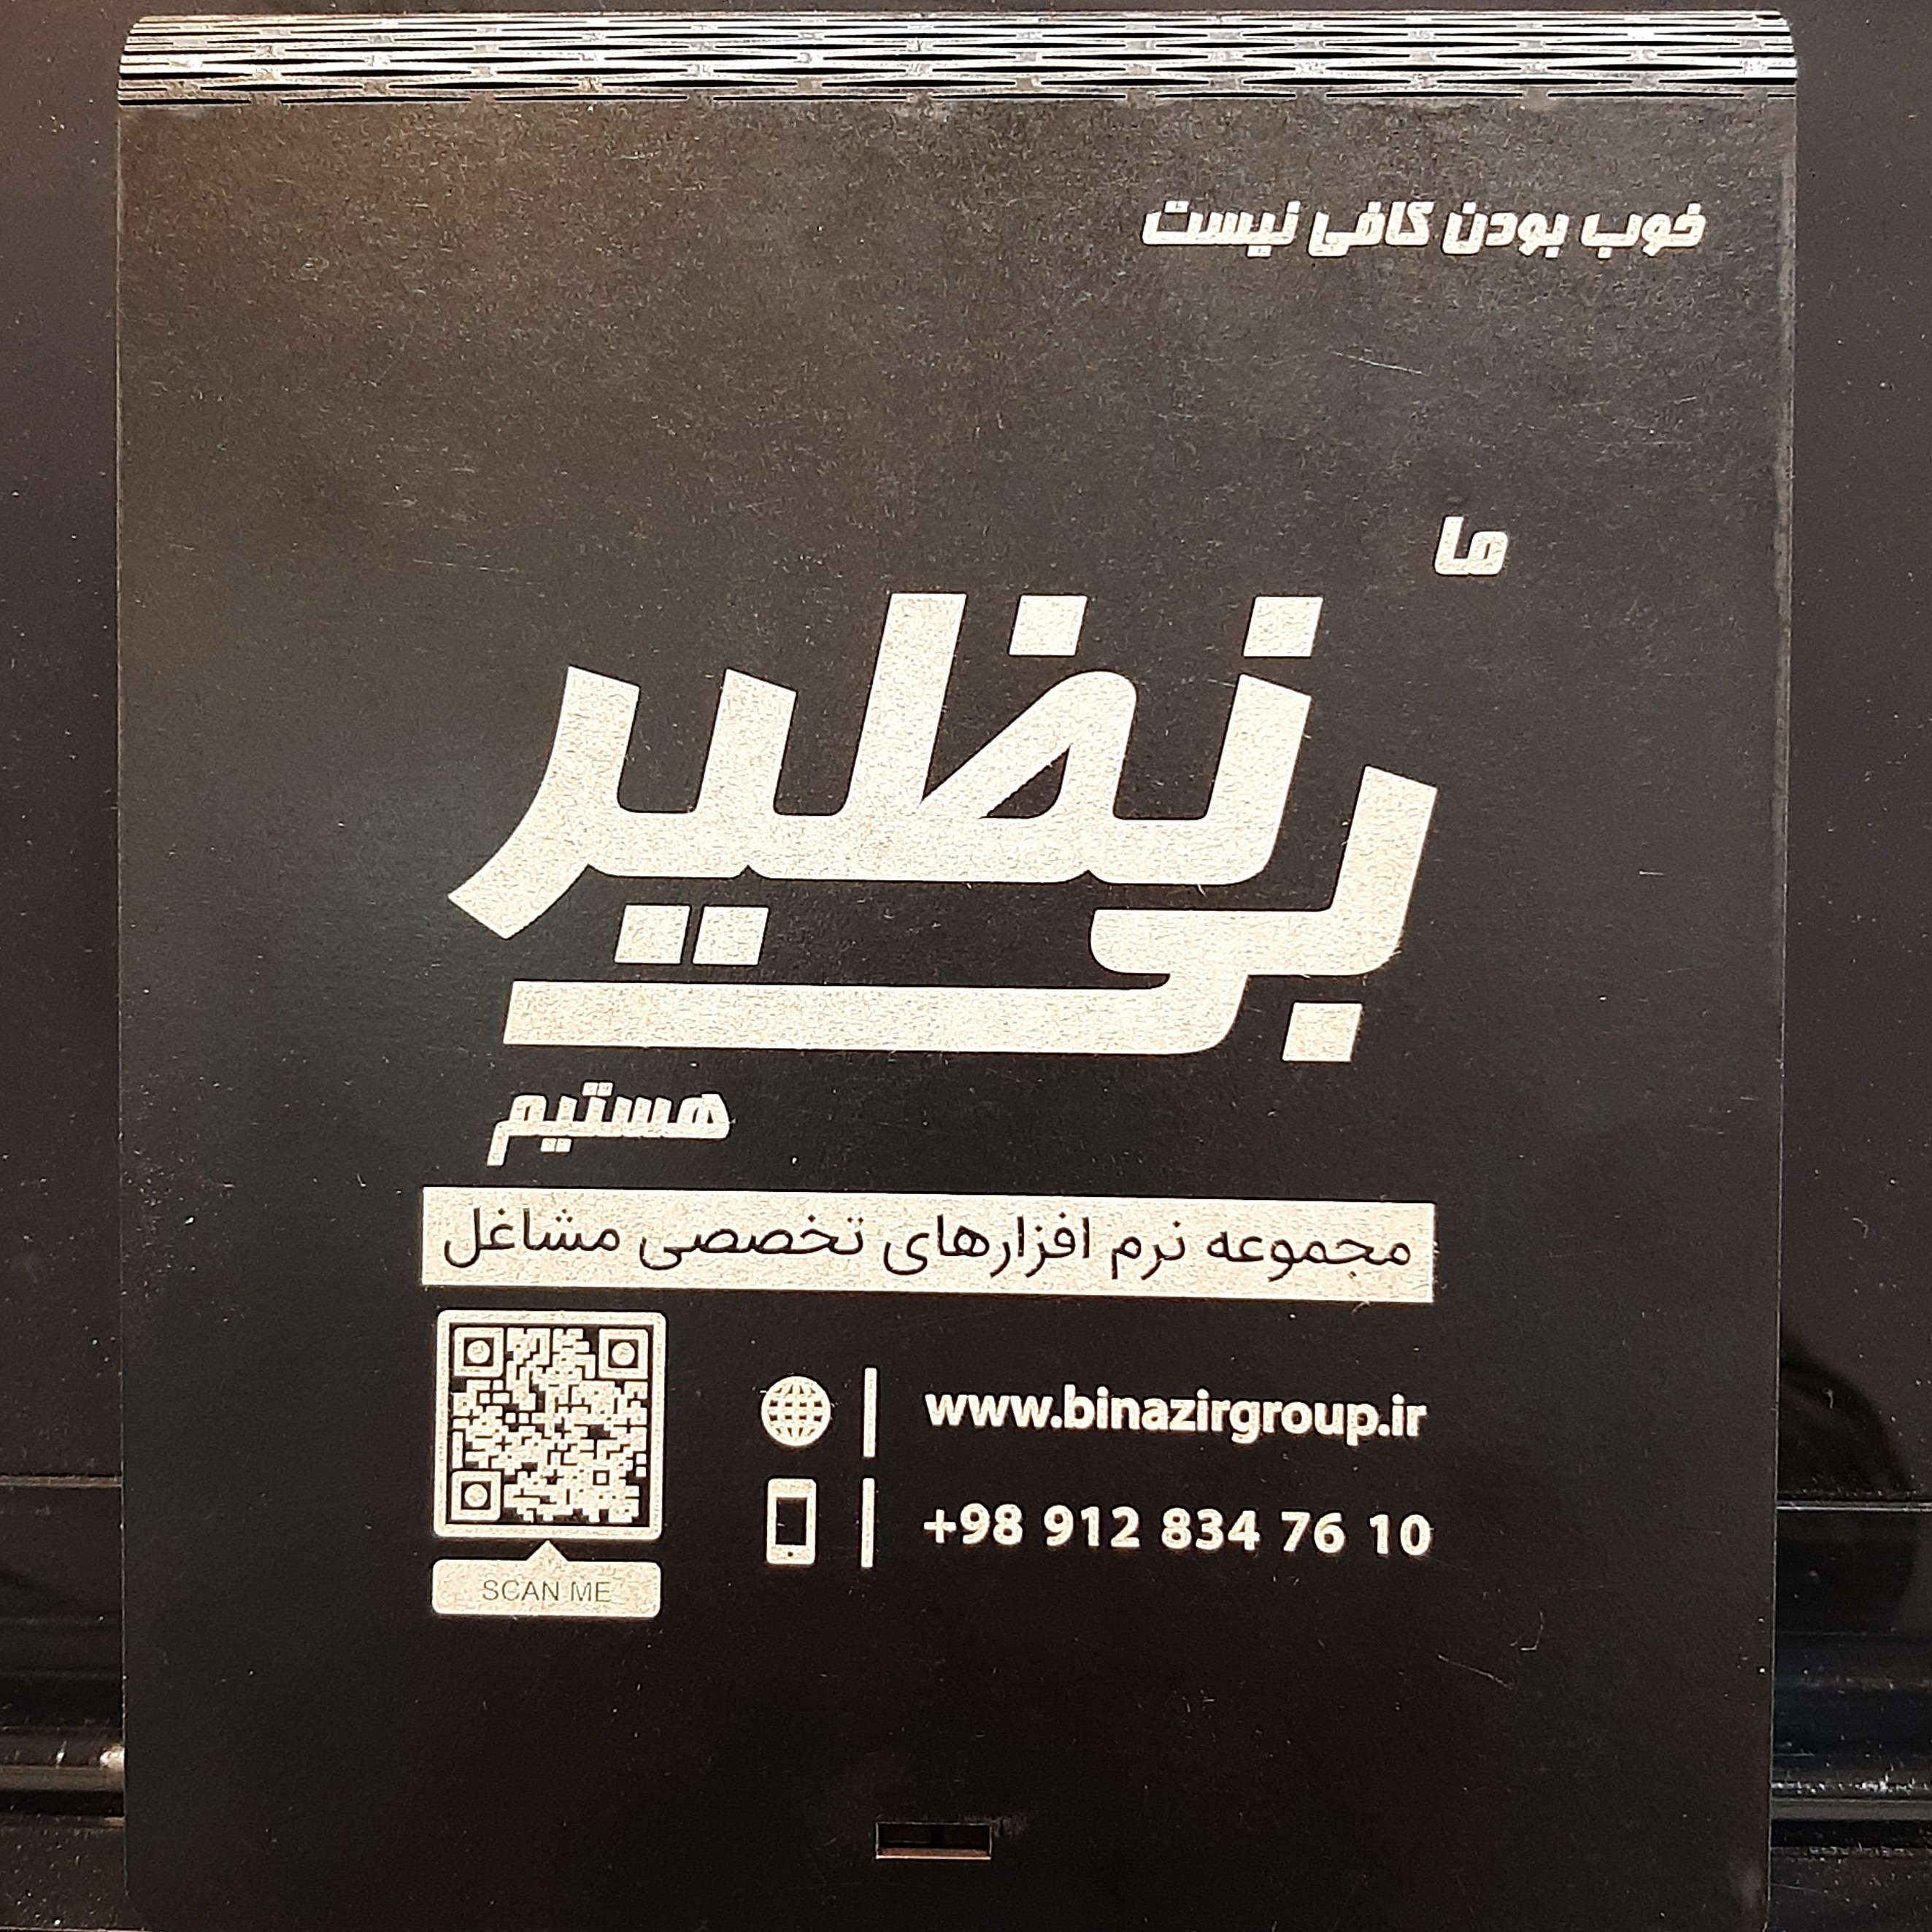 خوب بودن کافی نیست
ما
بی نظیر
هستیم
مجموعه نرم افزارهای تخصصی مشاغل
www.binazirgroup.ir
+98 912 834 76 10
SCAN ME